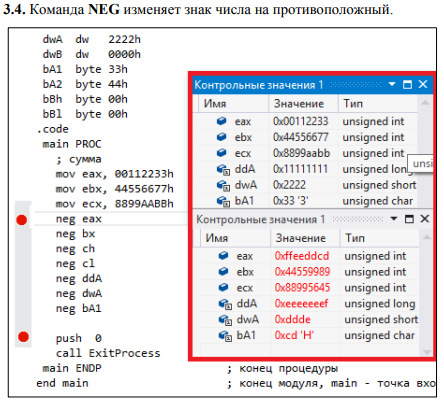 3.4. Команда NEG изменяет знак числа на противоположный.
dwA dw 2222h
dwB dw 0000h
bA1 byte 33h
bA2 byte 44h
bBh byte 00h
bBl byte 00h
.code
main PROC
; сумма
mov eax, 00112233h
mov ebx, 44556677h
mov ecx, 8899AABBh
neg eax
neg bx
neg ch
neg cl
neg ddA
neg dwA
neg bA1
push 0
call ExitProcess
main ENDP ; конец процедуры
end main ; конец модуля, main - точка вхо
Контрольные значения 1
Имя Значение Тип
eax 0x00112233 unsigned int
ebx 0x44556677 unsigned int
ecx 0x8899aabb unsigned int
ddA 0x11111111 unsigned long
dwA 0x2222 unsigned short
bA1 0x33 '3' unsigned char
unsi
Контрольные значения 1
Имя Значение Тип
eax 0xffeeddcd unsigned int
ebx 0x44559989 unsigned int
ecx 0x88995645 unsigned int
ddA 0xeeeeeeef unsigned long
dwA 0xddde unsigned short
bA1 0xcd 'Н' unsigned char